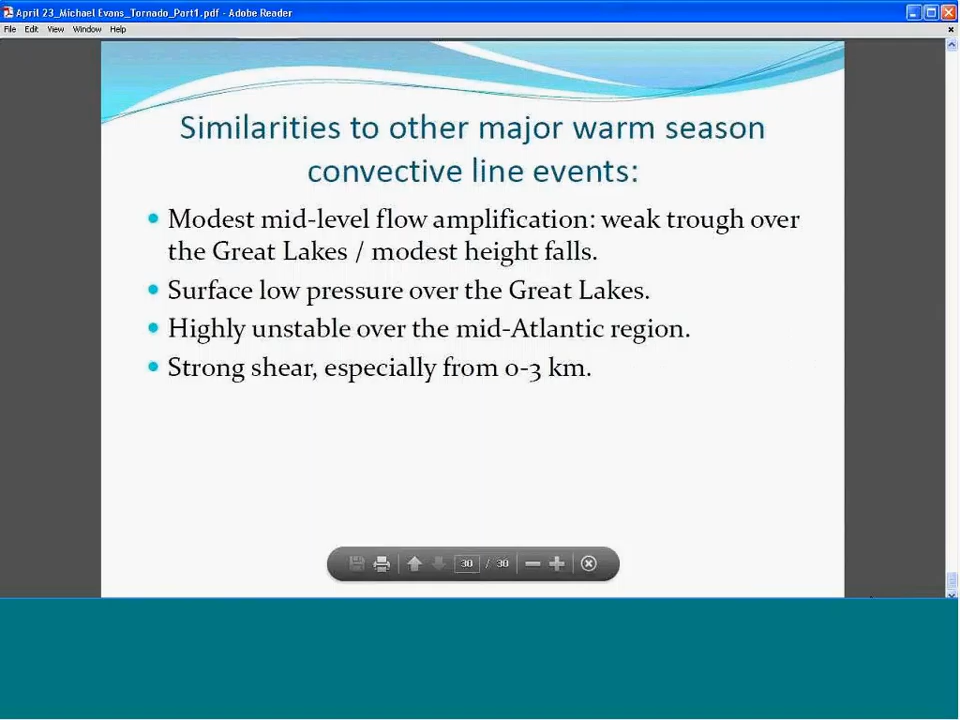 April 23_Michael Evans_Tornado_Part1.pdf - Adobe Reader
File Edit View Window Help
Similarities to other major warm season
convective line events:
• Modest mid-level flow amplification: weak trough over
the Great Lakes / modest height falls.
• Surface low pressure over the Great Lakes.
• Highly unstable over the mid-Atlantic region.
• Strong shear, especially from 0-3 km.
30 / 30